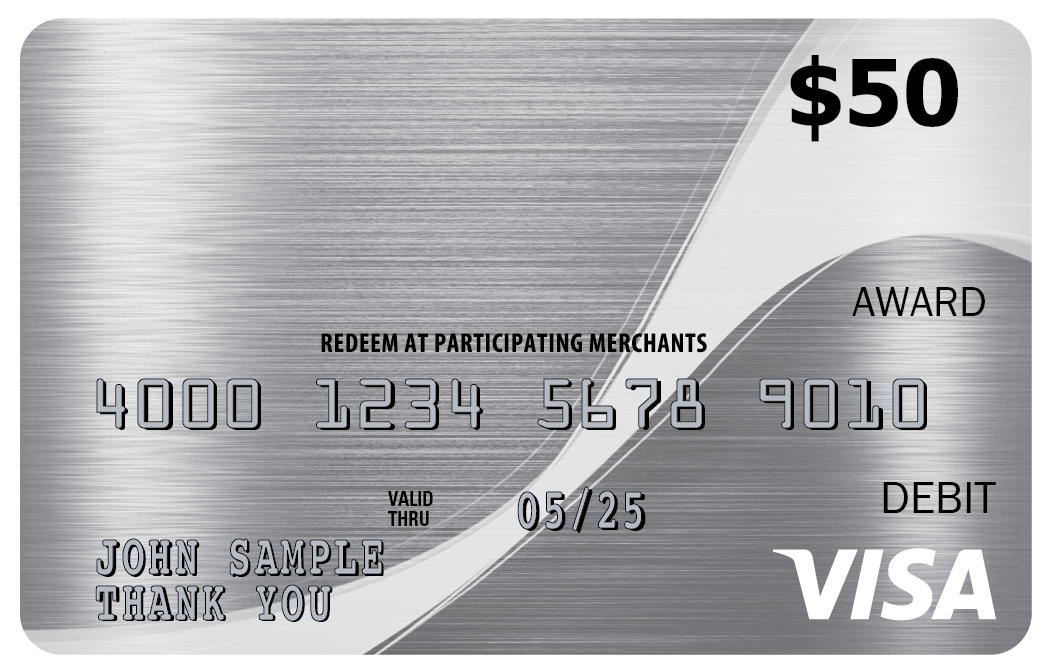 $50
AWARD
REDEEM AT PARTICIPATING MERCHANTS
4000 1234 5678 9010
VALID
THRU
05/25
DEBIT
JOHN SAMPLE
THANK YOU
VISA